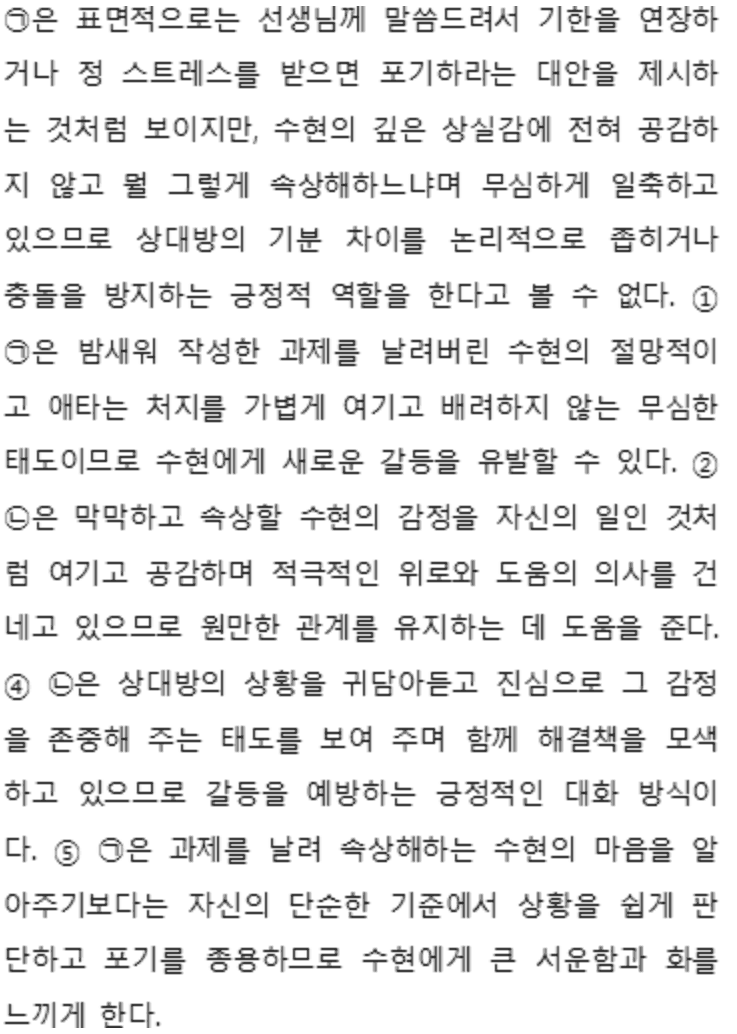 ㉠은 표면적으로는 선생님께 말씀드려서 기한을 연장하
거나 정 스트레스를 받으면 포기하라는 대안을 제시하
는 것처럼 보이지만, 수현의 깊은 상실감에 전혀 공감하
지 않고 뭘 그렇게 속상해하느냐며 무심하게 일축하고
있으므로 상대방의 기분 차이를 논리적으로 좁히거나
충돌을 방지하는 긍정적 역할을 한다고 볼 수 없다. ①
㉠은 밤새워 작성한 과제를 날려버린 수현의 절망적이
고 애타는 처지를 가볍게 여기고 배려하지 않는 무심한
태도이므로 수현에게 새로운 갈등을 유발할 수 있다. ②
㉡은 막막하고 속상할 수현의 감정을 자신의 일인 것처
럼 여기고 공감하며 적극적인 위로와 도움의 의사를 건
네고 있으므로 원만한 관계를 유지하는 데 도움을 준다.
④ ㉡은 상대방의 상황을 귀담아듣고 진심으로 그 감정
을 존중해 주는 태도를 보여 주며 함께 해결책을 모색
하고 있으므로 갈등을 예방하는 긍정적인 대화 방식이
다. ⑤ ㉠은 과제를 날려 속상해하는 수현의 마음을 알
아주기보다는 자신의 단순한 기준에서 상황을 쉽게 판
단하고 포기를 종용하므로 수현에게 큰 서운함과 화를
느끼게 한다.